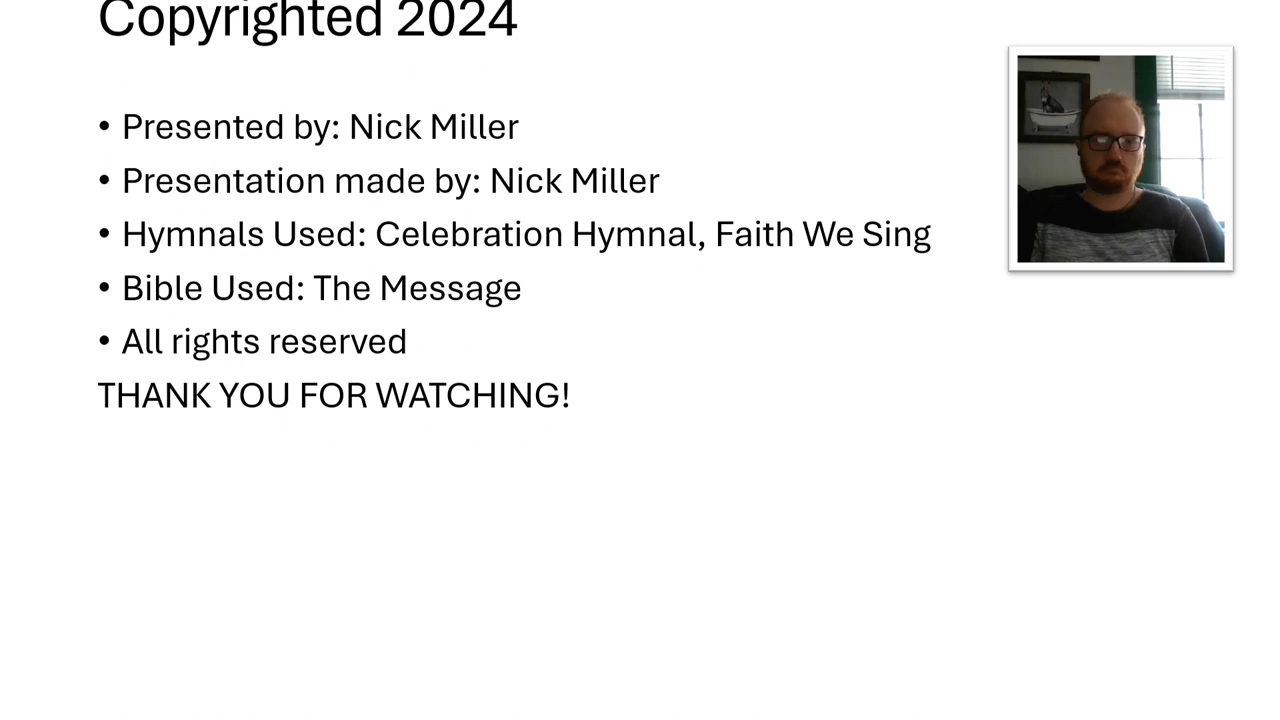 Copyrighted 2024
• Presented by: Nick Miller
• Presentation made by: Nick Miller
• Hymnals Used: Celebration Hymnal, Faith We Sing
• Bible Used: The Message
• All rights reserved
THANK YOU FOR WATCHING!